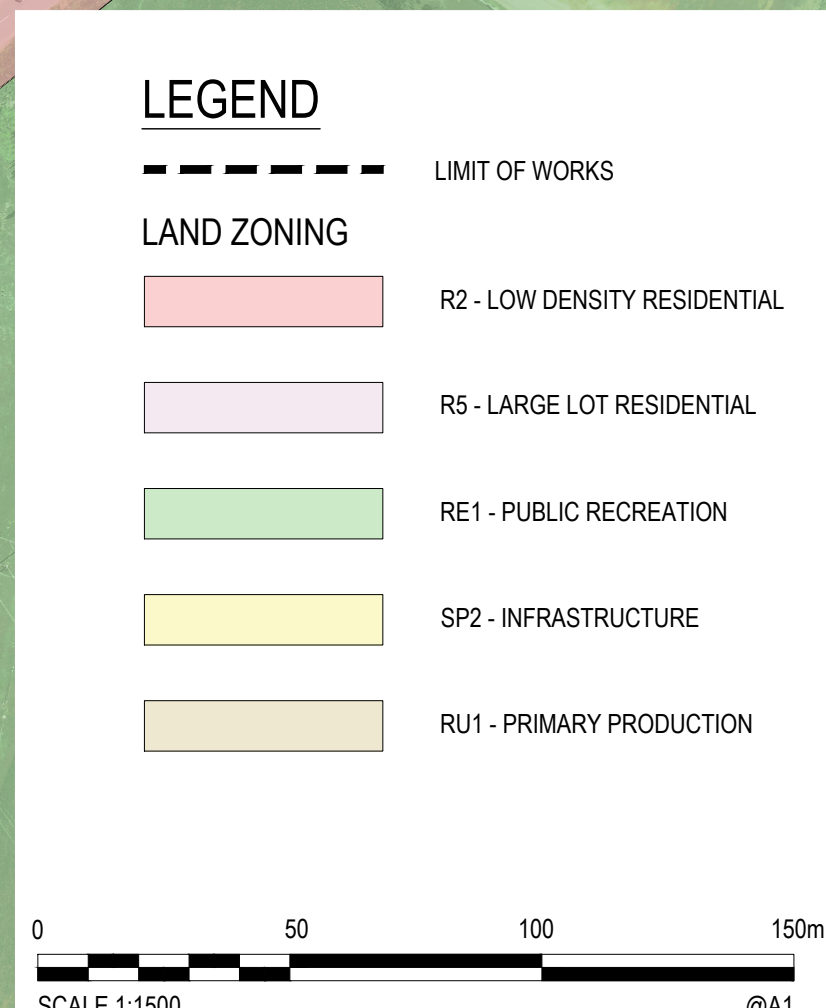 LEGEND
LIMIT OF WORKS
LAND ZONING
R2 - LOW DENSITY RESIDENTIAL
R5 - LARGE LOT RESIDENTIAL
RE1 - PUBLIC RECREATION
SP2 - INFRASTRUCTURE
RU1 - PRIMARY PRODUCTION
0 50 100 150m
SCALE 1:1500 @A1